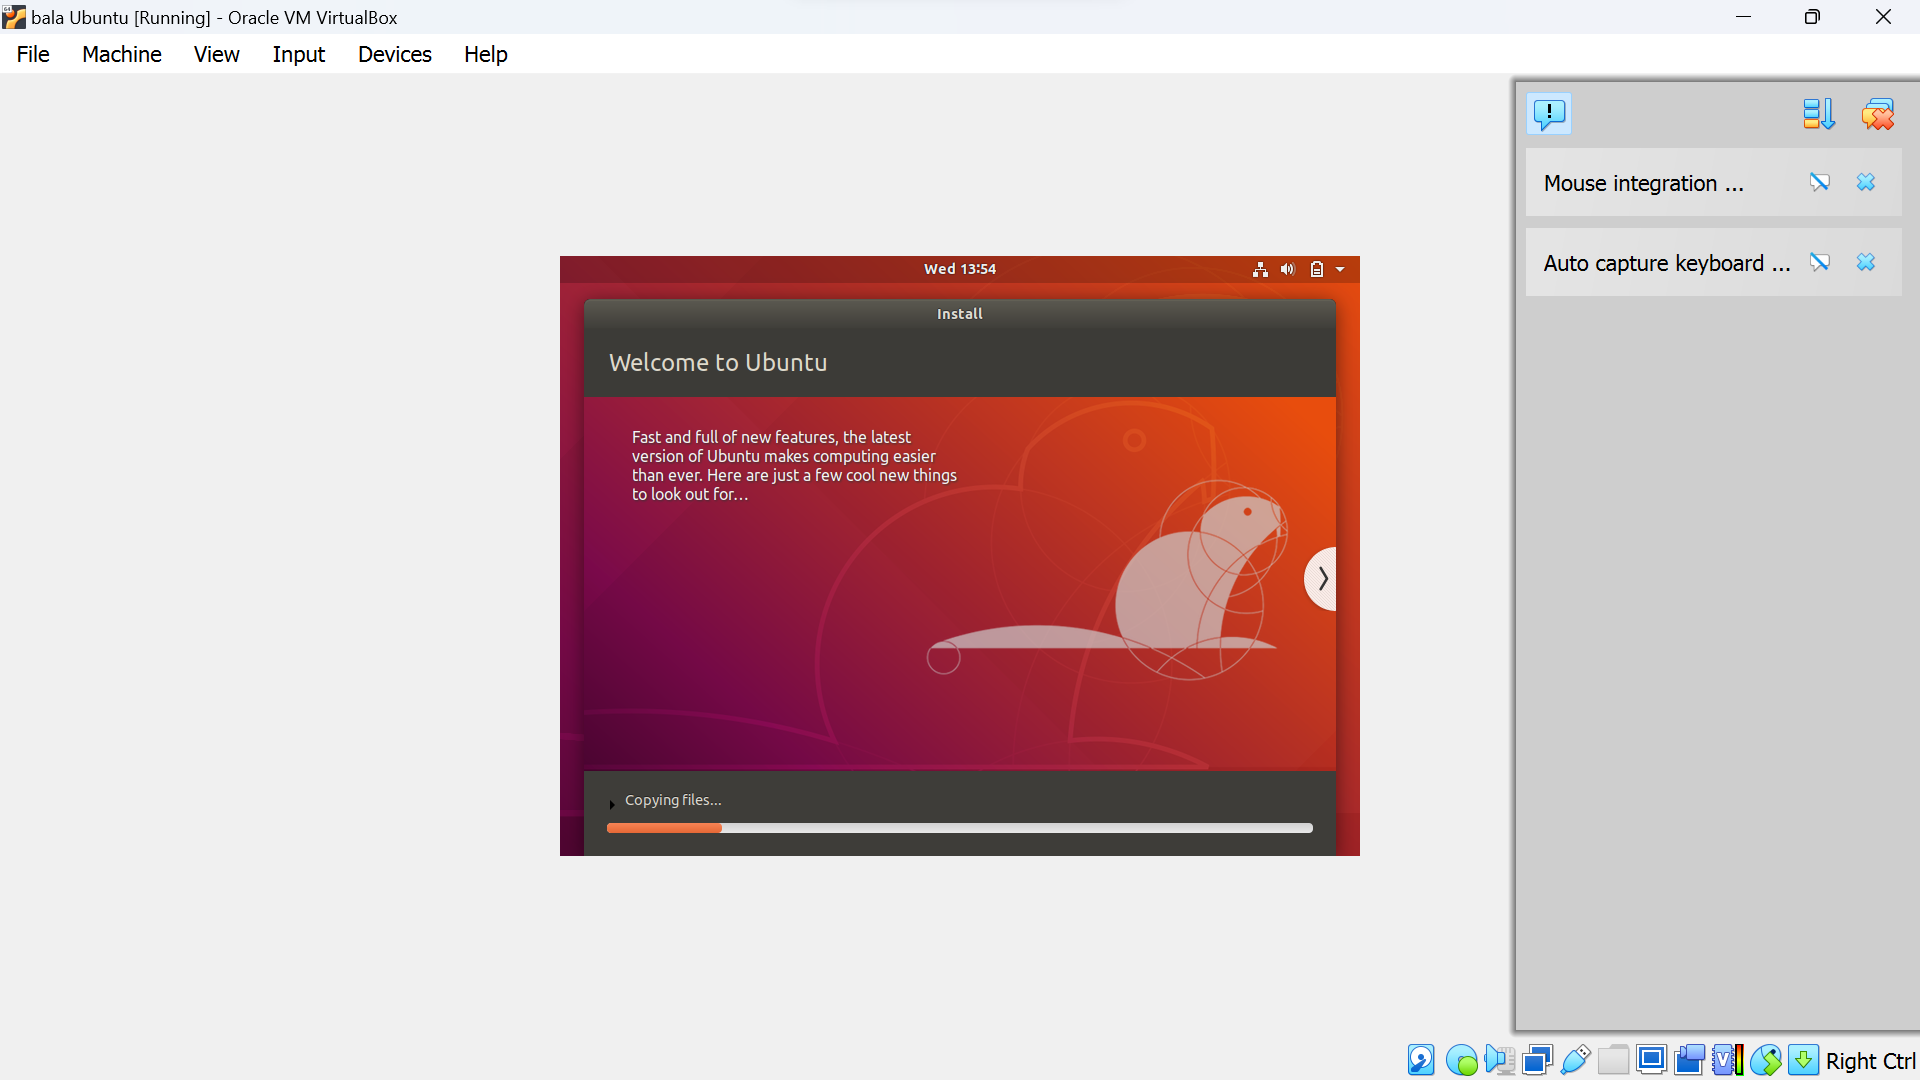 bala Ubuntu [Running] - Oracle VM VirtualBox
File Machine View Input Devices Help
Mouse integration ...
Auto capture keyboard ...
Wed 13:54
Install
Welcome to Ubuntu
Fast and full of new features, the latest
version of Ubuntu makes computing easier
than ever. Here are just a few cool new things
to look out for…
Copying files...
Right Ctrl